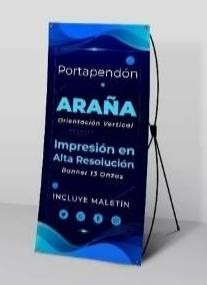 Portapendón
ARAÑA
Orientación Vertical
Impresión en
Alta Resolución
Banner 13 Onzas
INCLUYE MALETÍN